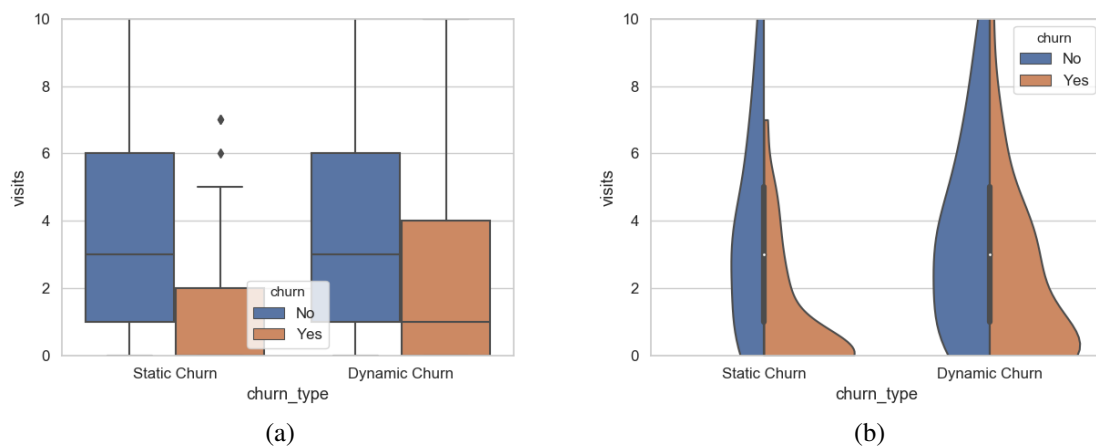 10
8
6
4
2
0
visits
churn
No
Yes
Static Churn
Dynamic Churn
churn_type
(a)
10
8
6
4
2
0
visits
churn
No
Yes
Static Churn
Dynamic Churn
churn_type
(b)